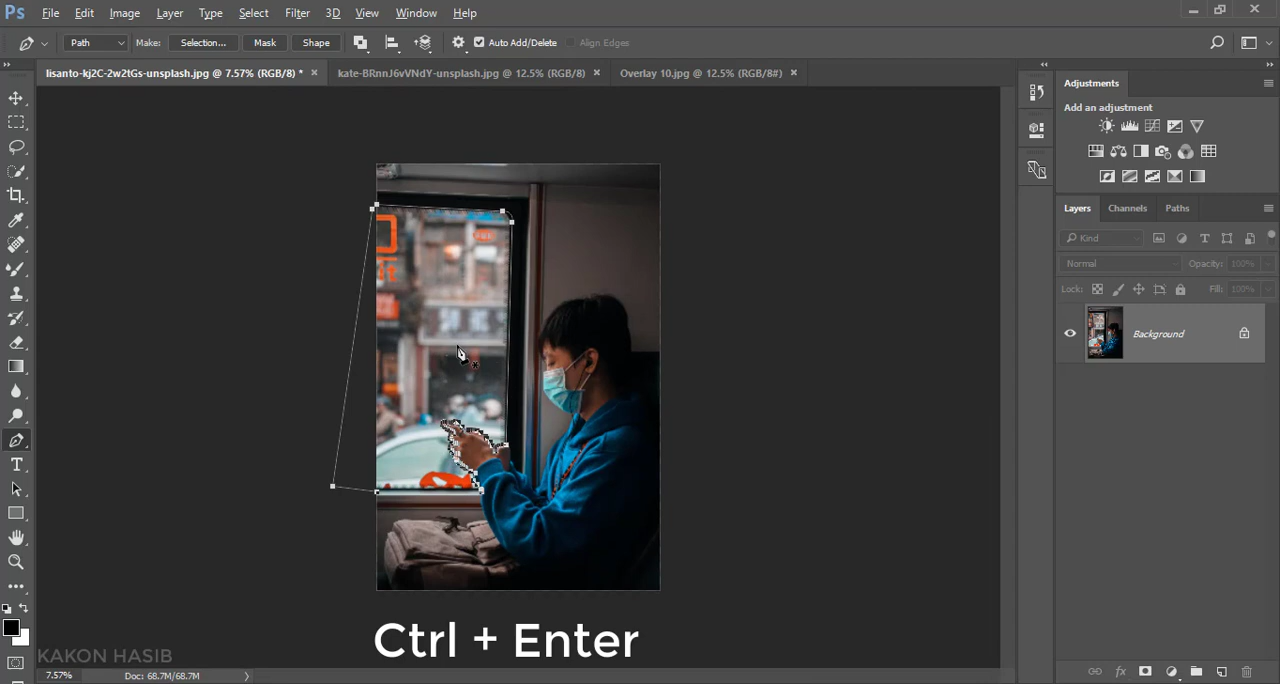 Ps File Edit Image Layer Type Select Filter 3D View Window Help
Path Make: Selection... Mask Shape Auto Add/Delete Align Edges
lisanto-kj2C-2w2tGs-unsplash.jpg @ 7.57% (RGB/8) * × kate-BRnnJ6vVNdY-unsplash.jpg @ 12.5% (RGB/8) × Overlay 10.jpg @ 12.5% (RGB/8#) ×
Adjustments
Add an adjustment
Layers Channels Paths
Kind
Normal Opacity: 100%
Lock: Fill: 100%
Background
it
Ctrl + Enter
KAKON HASIB
7.57% Doc: 68.7M/68.7M